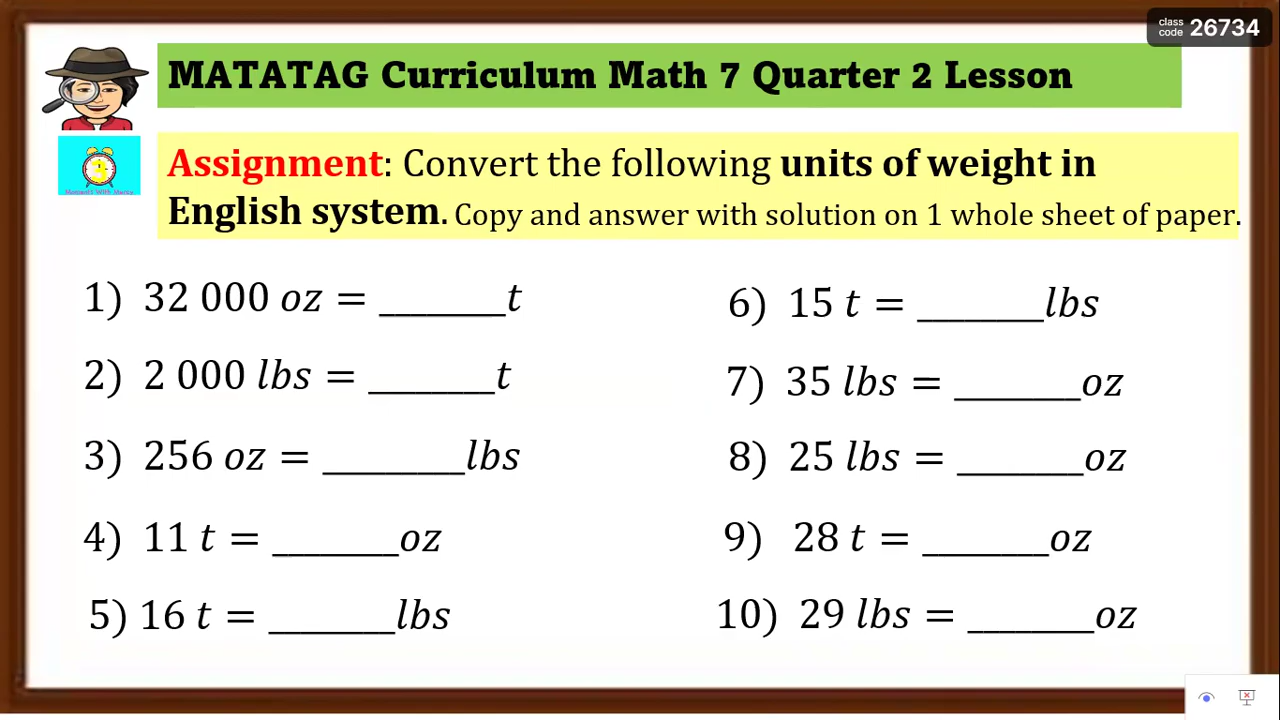 class code 26734
MATATAG Curriculum Math 7 Quarter 2 Lesson
Assignment: Convert the following units of weight in
English system. Copy and answer with solution on 1 whole sheet of paper.
1) 32 000 oz = _______t
2) 2 000 lbs = _______t
3) 256 oz = ________lbs
4) 11 t = _______oz
5) 16 t = _______lbs
6) 15 t = _______lbs
7) 35 lbs = _______oz
8) 25 lbs = _______oz
9) 28 t = _______oz
10) 29 lbs = _______oz